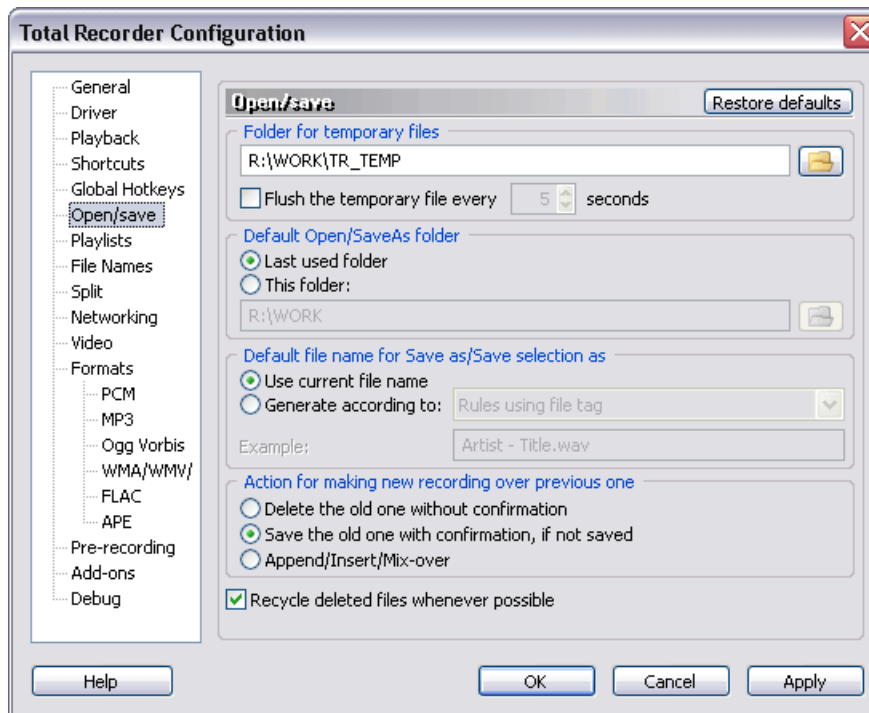 Total Recorder Configuration
General
Driver
Playback
Shortcuts
Global Hotkeys
Open/save
Playlists
File Names
Split
Networking
Video
Formats
PCM
MP3
Ogg Vorbis
WMA/WMV/
FLAC
APE
Pre-recording
Add-ons
Debug
Open/save
Restore defaults
Folder for temporary files
R:\WORK\TR_TEMP
Flush the temporary file every 5 seconds
Default Open/SaveAs folder
Last used folder
This folder:
R:\WORK
Default file name for Save as/Save selection as
Use current file name
Generate according to: Rules using file tag
Example: Artist - Title.wav
Action for making new recording over previous one
Delete the old one without confirmation
Save the old one with confirmation, if not saved
Append/Insert/Mix-over
Recycle deleted files whenever possible
Help OK Cancel Apply